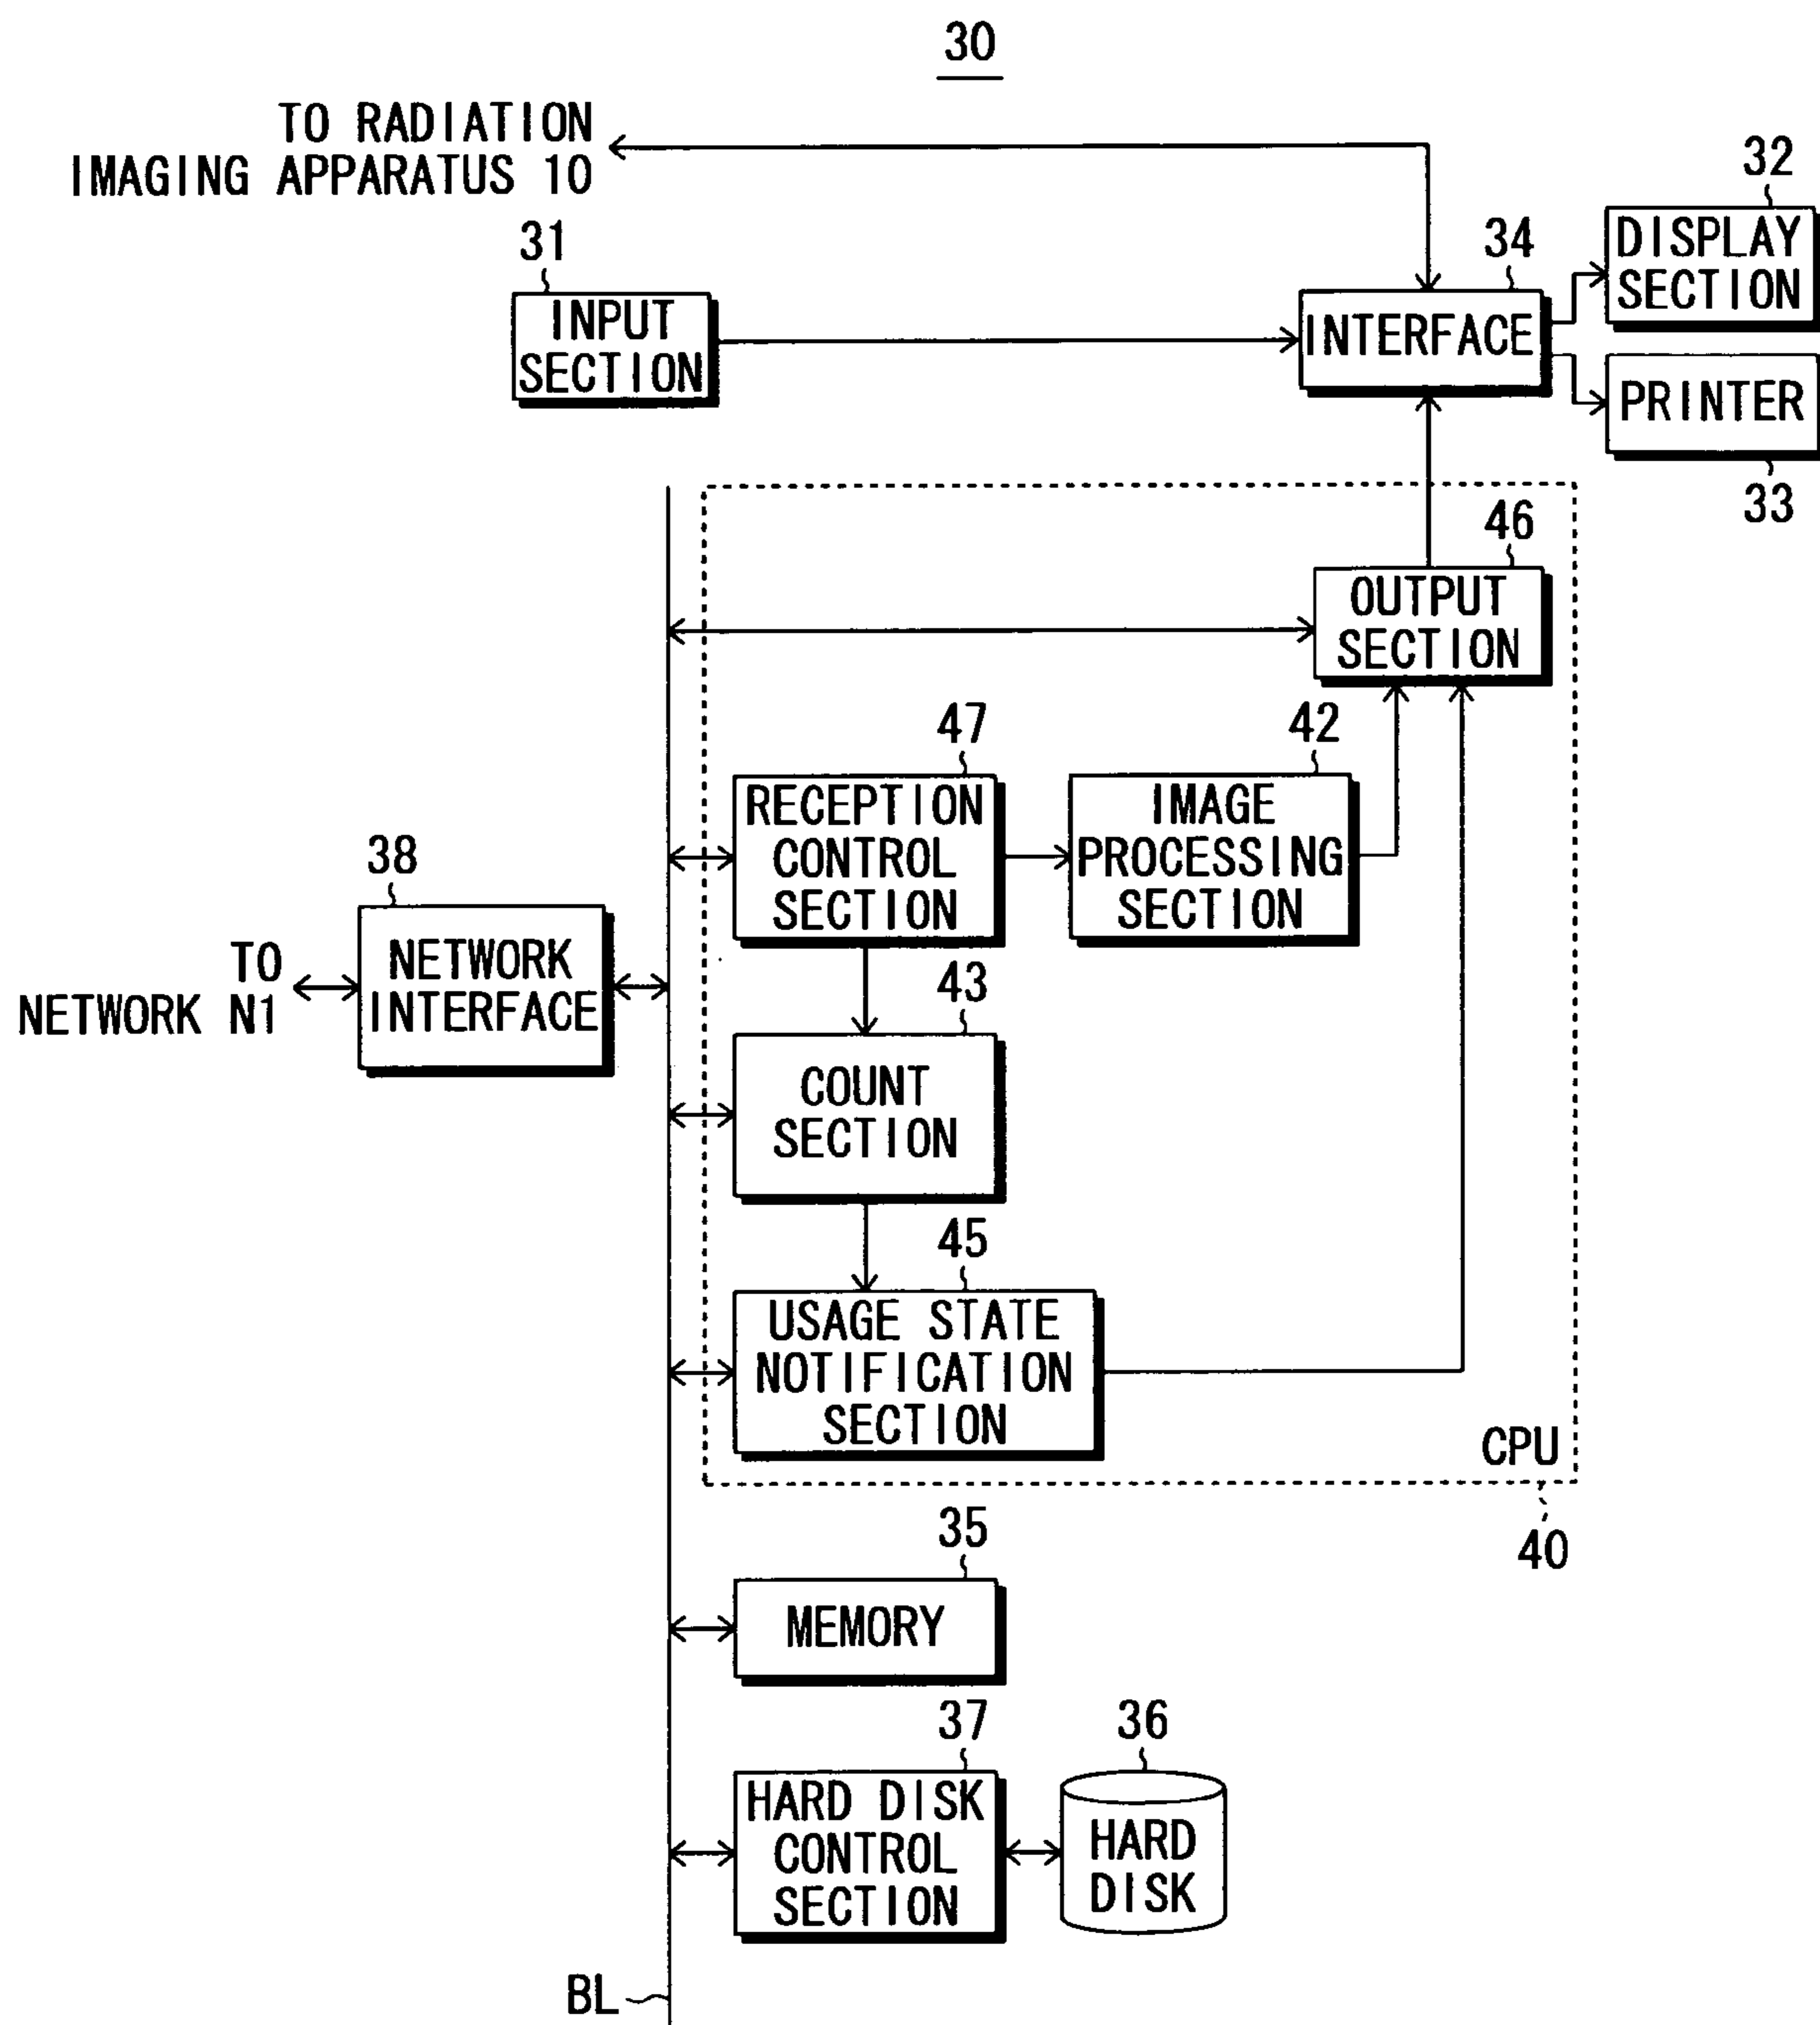 30
TO RADIATION
IMAGING APPARATUS 10
32
DISPLAY
SECTION
31
INPUT
SECTION
34
INTERFACE
PRINTER
33
46
OUTPUT
SECTION
47
RECEPTION
CONTROL
SECTION
42
IMAGE
PROCESSING
SECTION
38
NETWORK
INTERFACE
TO
NETWORK N1
43
COUNT
SECTION
45
USAGE STATE
NOTIFICATION
SECTION
CPU
40
35
MEMORY
37
HARD DISK
CONTROL
SECTION
36
HARD
DISK
BL